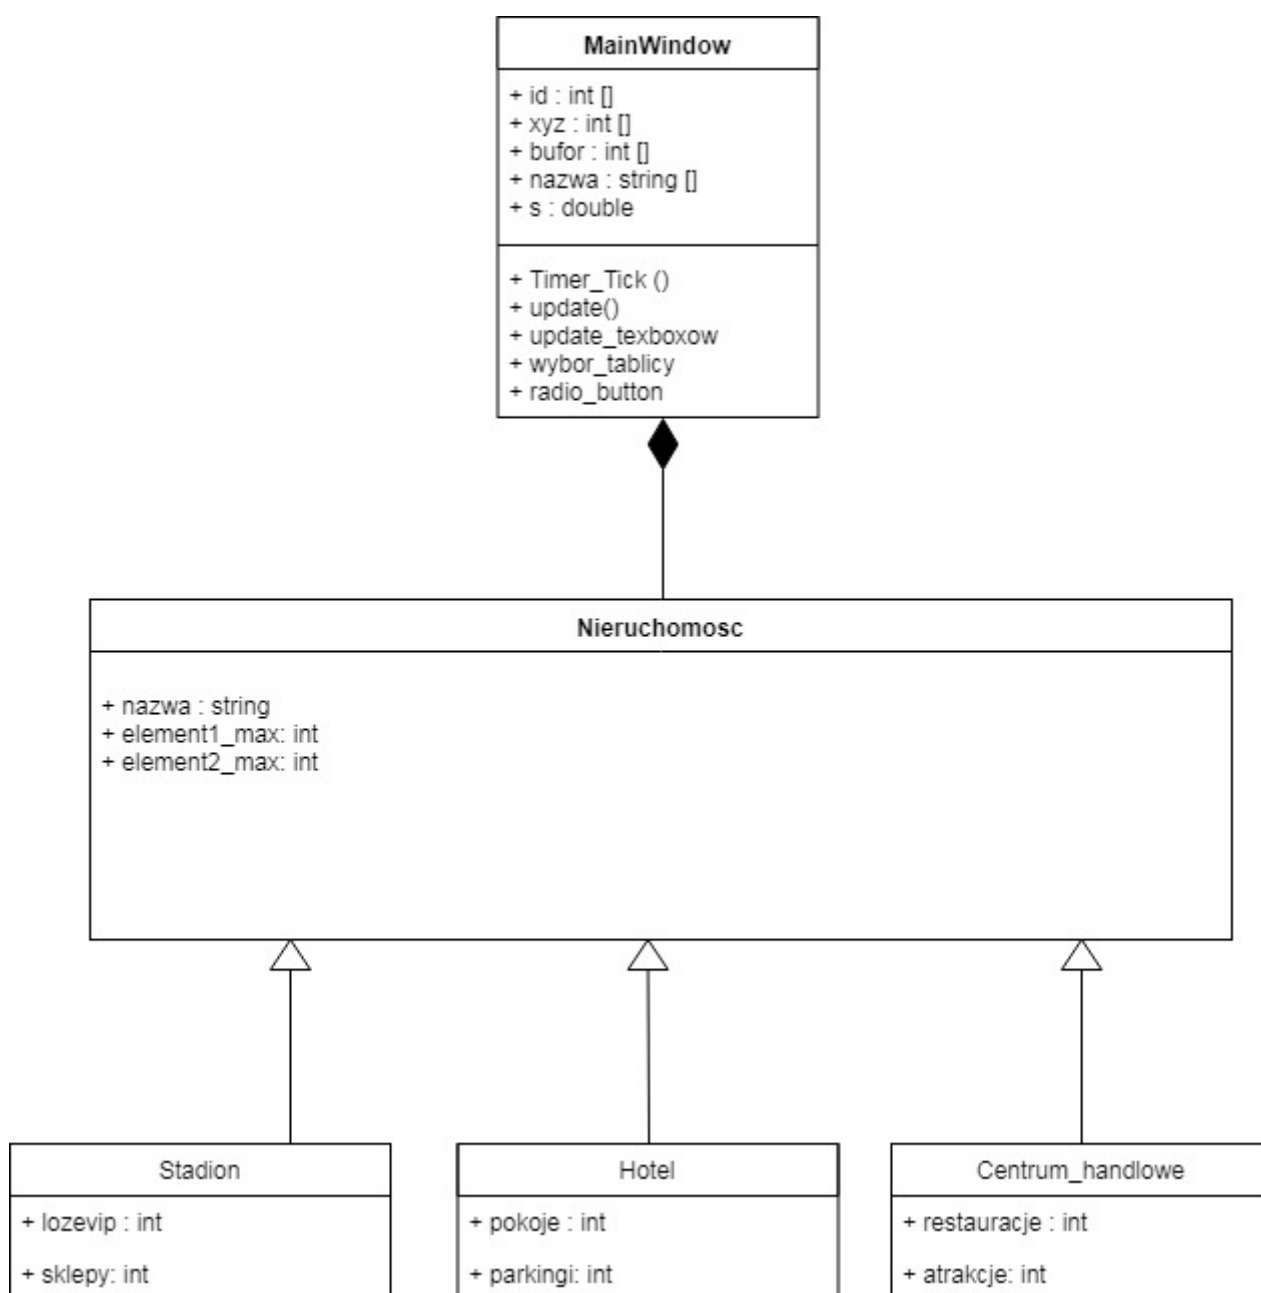 MainWindow
+ id : int []
+ xyz : int []
+ bufor : int []
+ nazwa : string []
+ s : double
+ Timer_Tick ()
+ update()
+ update_texboxow
+ wybor_tablicy
+ radio_button
Nieruchomosc
+ nazwa : string
+ element1_max: int
+ element2_max: int
Stadion
+ lozevip : int
+ sklepy: int
Hotel
+ pokoje : int
+ parkingi: int
Centrum_handlowe
+ restauracje : int
+ atrakcje: int